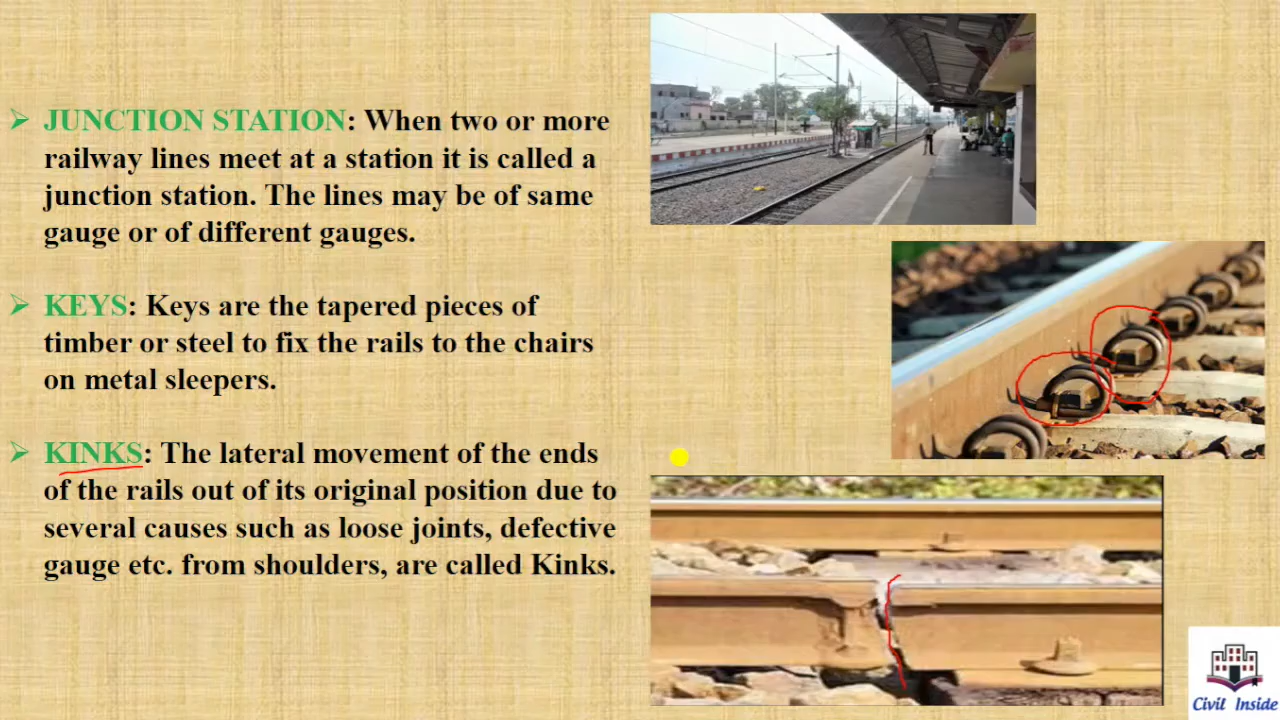 JUNCTION STATION: When two or more
railway lines meet at a station it is called a
junction station. The lines may be of same
gauge or of different gauges.
KEYS: Keys are the tapered pieces of
timber or steel to fix the rails to the chairs
on metal sleepers.
KINKS: The lateral movement of the ends
of the rails out of its original position due to
several causes such as loose joints, defective
gauge etc. from shoulders, are called Kinks.
Civil Inside